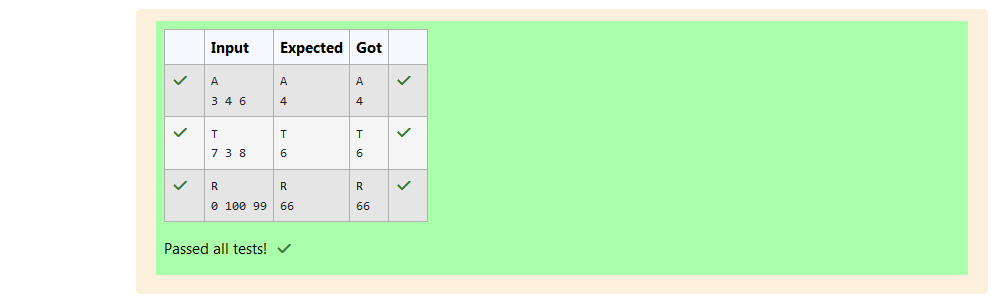 Input Expected Got
A A A
3 4 6 4 4
T T T
7 3 8 6 6
R R R
0 100 99 66 66
Passed all tests!